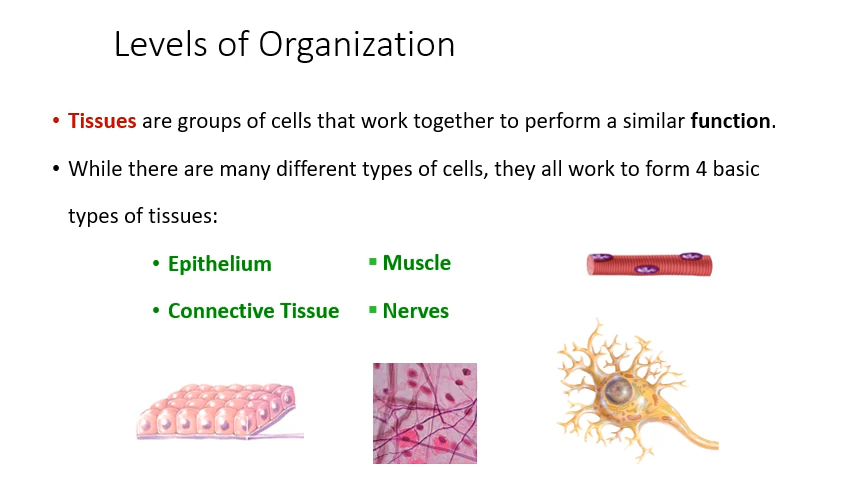 Levels of Organization
• Tissues are groups of cells that work together to perform a similar function.
• While there are many different types of cells, they all work to form 4 basic
types of tissues:
• Epithelium
• Connective Tissue
▪ Muscle
▪ Nerves